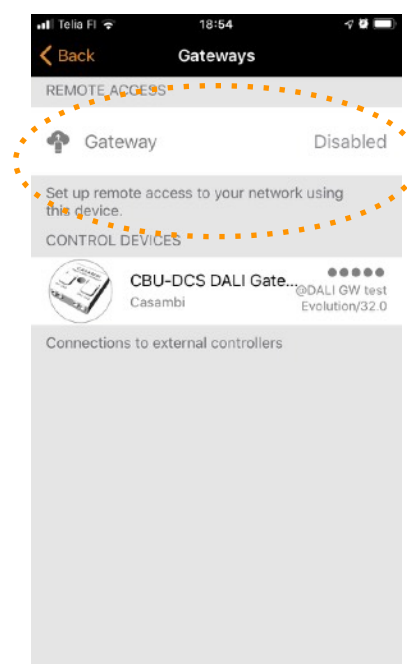 Telia FI 18:54
Back Gateways
REMOTE ACCESS
Gateway Disabled
Set up remote access to your network using
this device.
CONTROL DEVICES
CBU-DCS DALI Gate...
@DALI GW test
Casambi Evolution/32.0
Connections to external controllers